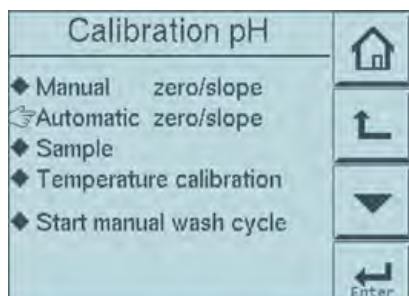 Calibration pH
Manual zero/slope
Automatic zero/slope
Sample
Temperature calibration
Start manual wash cycle
Enter